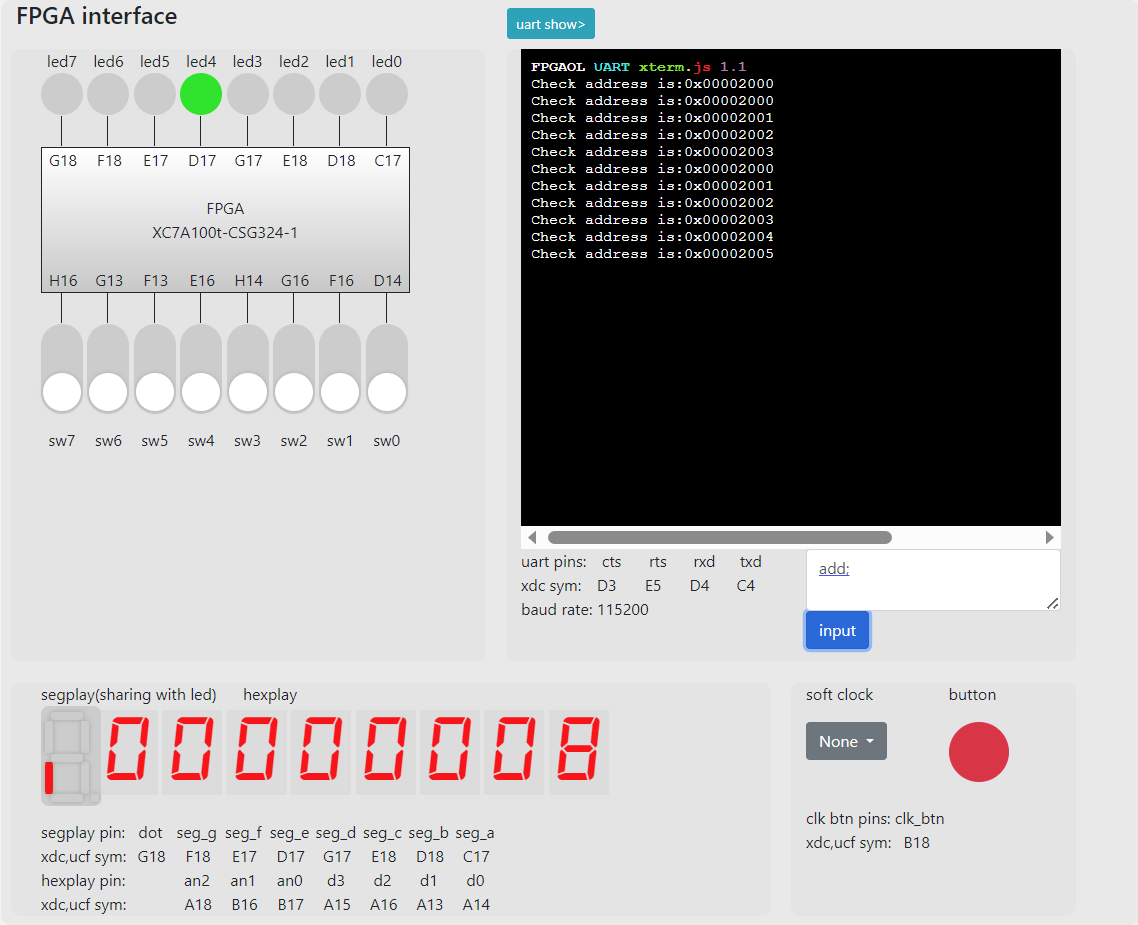 FPGA interface
uart show>
led7 led6 led5 led4 led3 led2 led1 led0
G18 F18 E17 D17 G17 E18 D18 C17
FPGA
XC7A100t-CSG324-1
H16 G13 F13 E16 H14 G16 F16 D14
sw7 sw6 sw5 sw4 sw3 sw2 sw1 sw0
FPGAOL UART xterm.js 1.1
Check address is:0x00002000
Check address is:0x00002000
Check address is:0x00002001
Check address is:0x00002002
Check address is:0x00002003
Check address is:0x00002000
Check address is:0x00002001
Check address is:0x00002002
Check address is:0x00002003
Check address is:0x00002004
Check address is:0x00002005
uart pins: cts rts rxd txd
xdc sym: D3 E5 D4 C4
baud rate: 115200
add;
input
segplay(sharing with led) hexplay
00000008
segplay pin: dot seg_g seg_f seg_e seg_d seg_c seg_b seg_a
xdc,ucf sym: G18 F18 E17 D17 G17 E18 D18 C17
hexplay pin: an2 an1 an0 d3 d2 d1 d0
xdc,ucf sym: A18 B16 B17 A15 A16 A13 A14
soft clock button
None
clk btn pins: clk_btn
xdc,ucf sym: B18